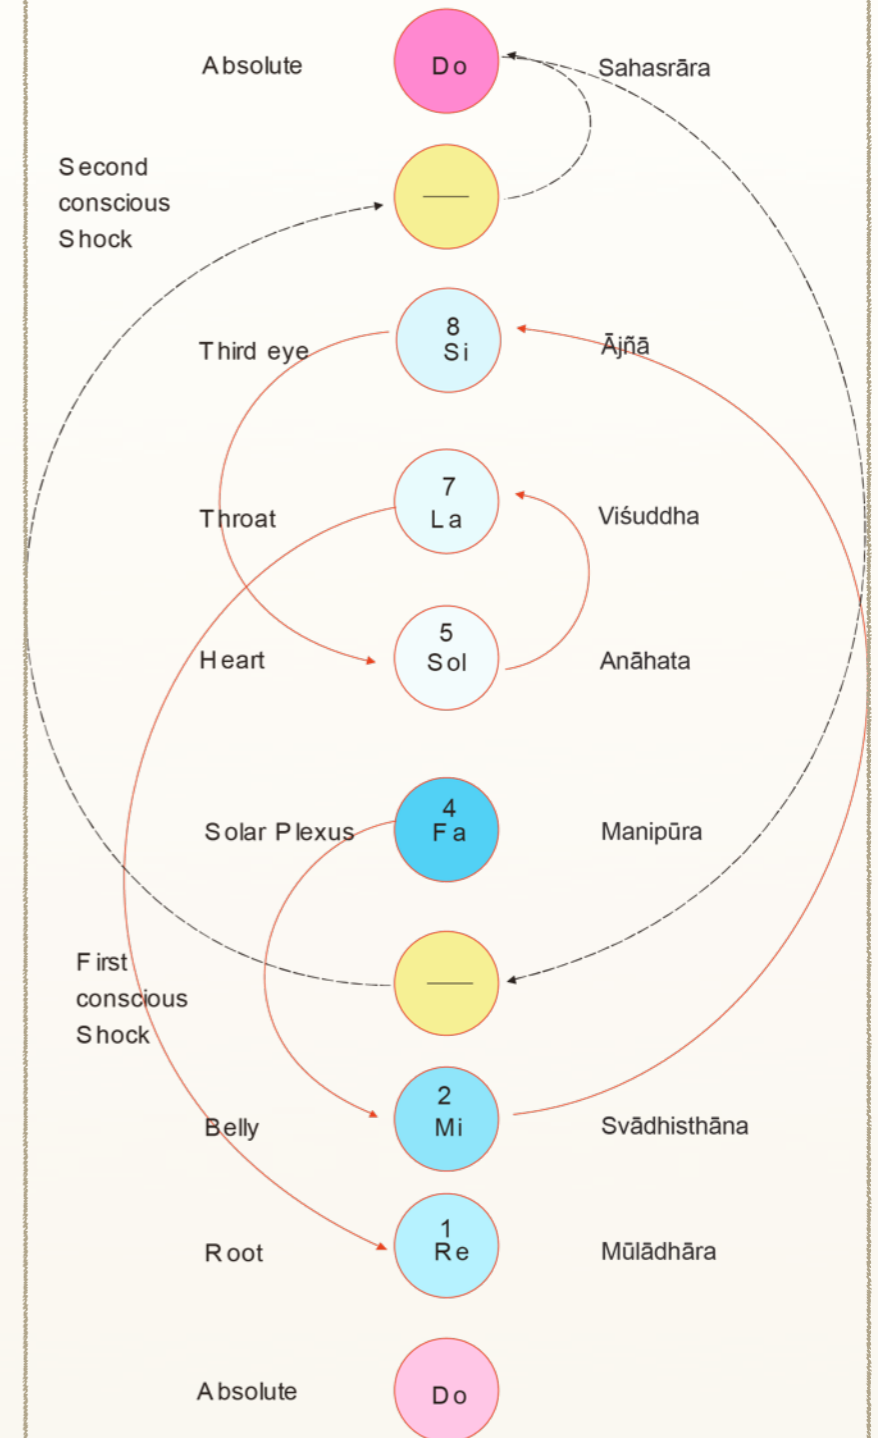 Absolute Do Sahasrāra
Second
conscious
Shock
8
Third eye Si Ājñā
7
Throat La Viśuddha
5
Heart Sol Anāhata
4
Solar Plexus Fa Manipūra
First
conscious
Shock
2
Belly Mi Svādhisthāna
1
Root Re Mūlādhāra
Absolute Do